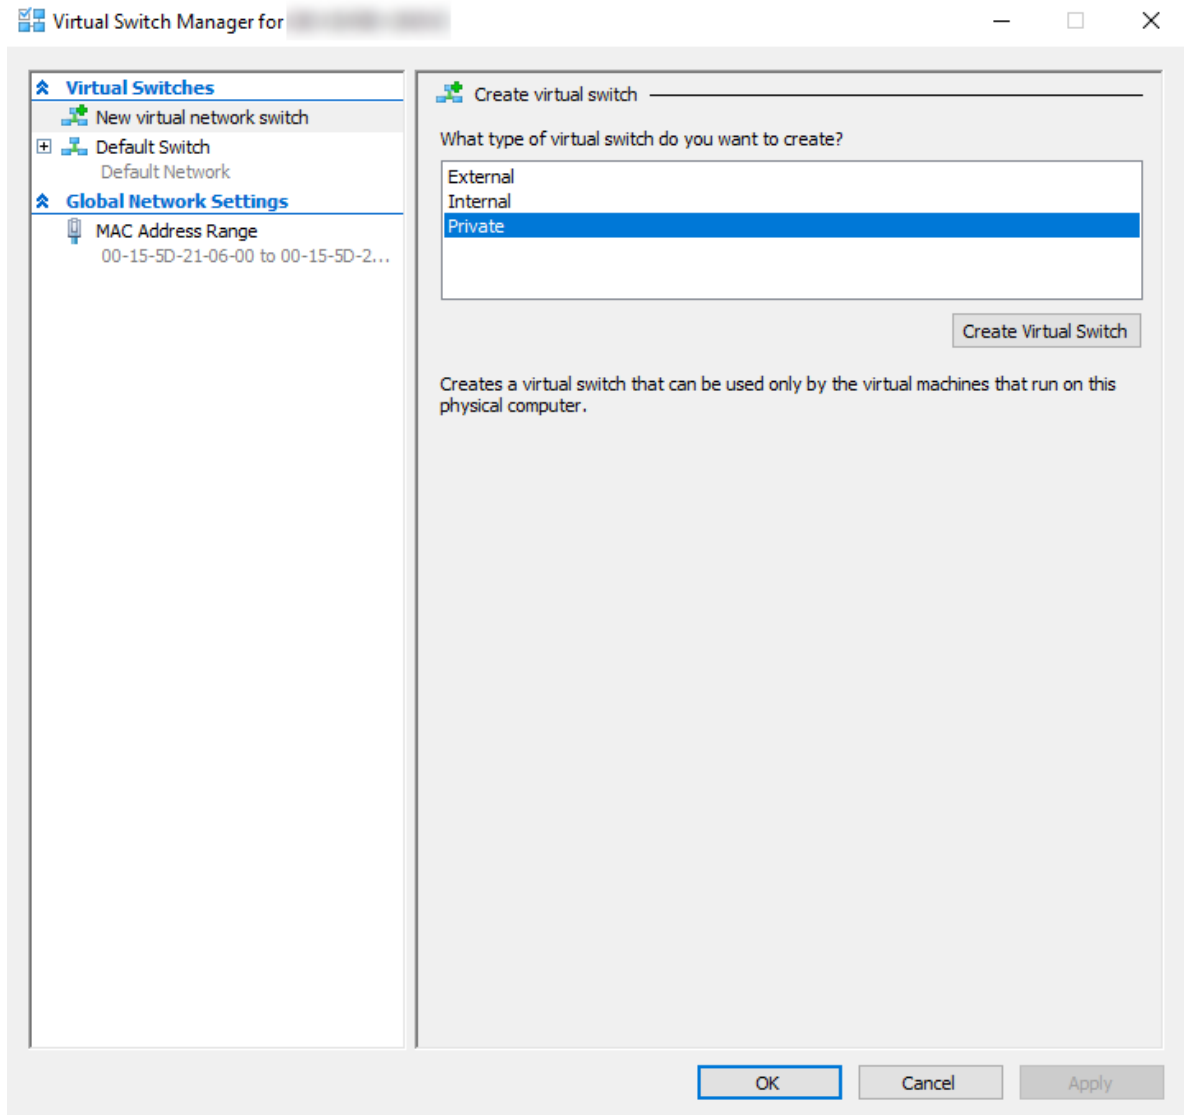 Virtual Switch Manager for
Virtual Switches
New virtual network switch
Default Switch
Default Network
Global Network Settings
MAC Address Range
00-15-5D-21-06-00 to 00-15-5D-2...
Create virtual switch
What type of virtual switch do you want to create?
External
Internal
Private
Create Virtual Switch
Creates a virtual switch that can be used only by the virtual machines that run on this
physical computer.
OK
Cancel
Apply